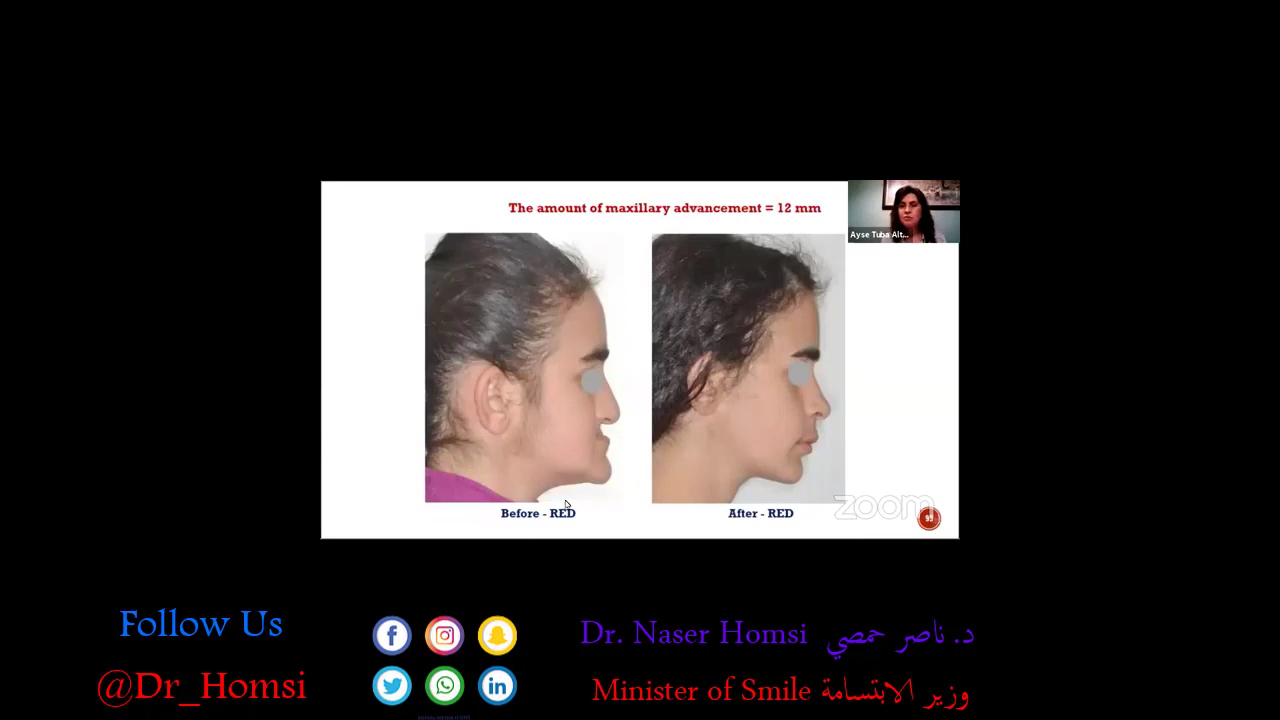 The amount of maxillary advancement = 12 mm
Ayse Tuba Alt...
Before - RED
After - RED
zoom
95
Follow Us
@Dr_Homsi
Dr. Naser Homsi د. ناصر حمصي
Minister of Smile وزير الابتسامة